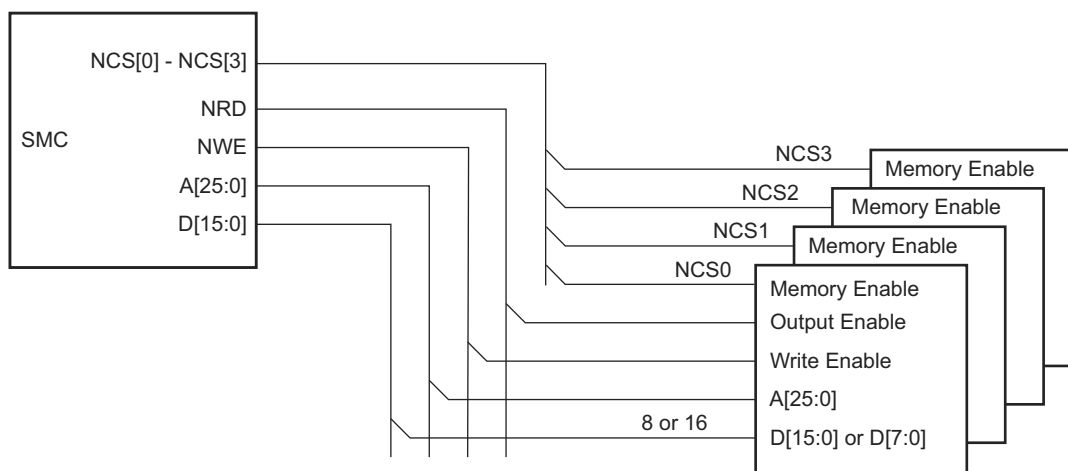 NCS[0] - NCS[3]
NRD
SMC
NWE
A[25:0]
D[15:0]
NCS3
Memory Enable
NCS2
Memory Enable
NCS1
Memory Enable
NCS0
Memory Enable
Output Enable
Write Enable
A[25:0]
8 or 16
D[15:0] or D[7:0]